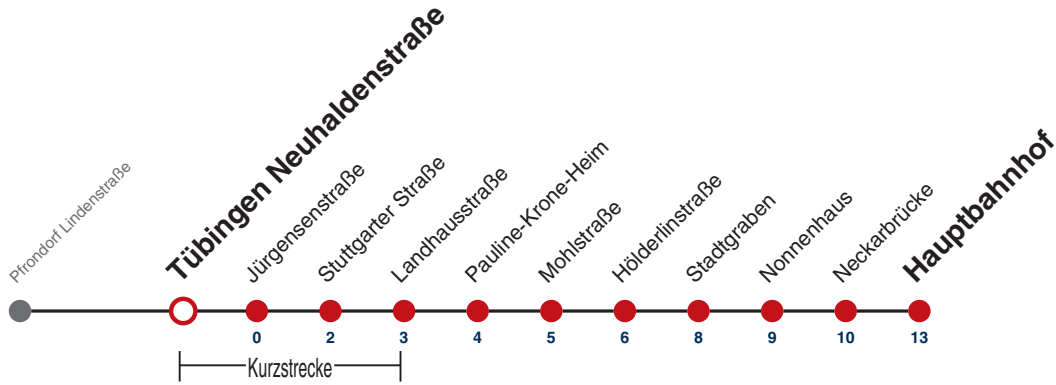 Pfrondorf Lindenstraße
Tübingen Neuhaldenstraße
Jürgensenstraße
Stuttgarter Straße
Landhausstraße
Pauline-Krone-Heim
Mohlstraße
Hölderlinstraße
Stadtgraben
Nonnenhaus
Neckarbrücke
Hauptbahnhof
0 2 3 4 5 6 8 9 10 13
Kurzstrecke